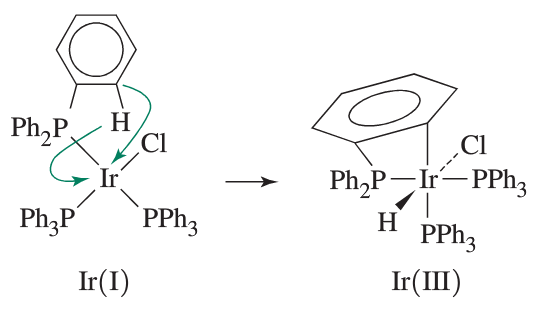 Ph₂P
H
Cl
Ir
Ph₃P
PPh₃
Ir(I)
Cl
Ph₂P
Ir
PPh₃
H
PPh₃
Ir(III)